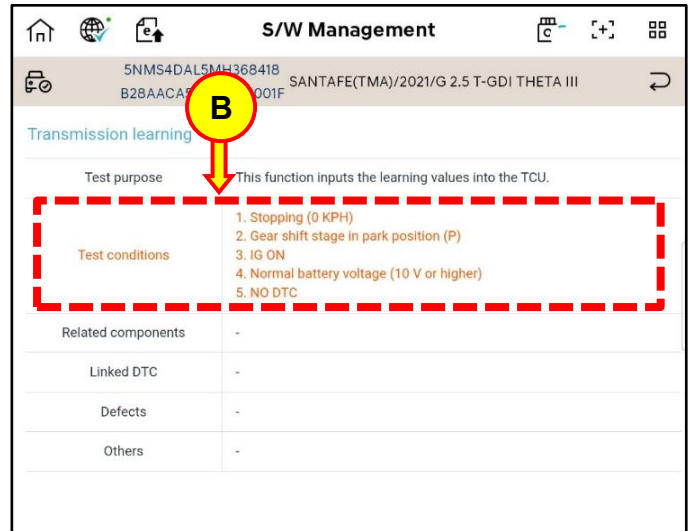 S/W Management
c
[+]
5NMS4DAL5MH368418
SANTAFE(TMA)/2021/G 2.5 T-GDI THETA III
B28AACA 001F
B
Transmission learning
Test purpose This function inputs the learning values into the TCU.
Test conditions
1. Stopping (0 KPH)
2. Gear shift stage in park position (P)
3. IG ON
4. Normal battery voltage (10 V or higher)
5. NO DTC
Related components -
Linked DTC -
Defects -
Others -